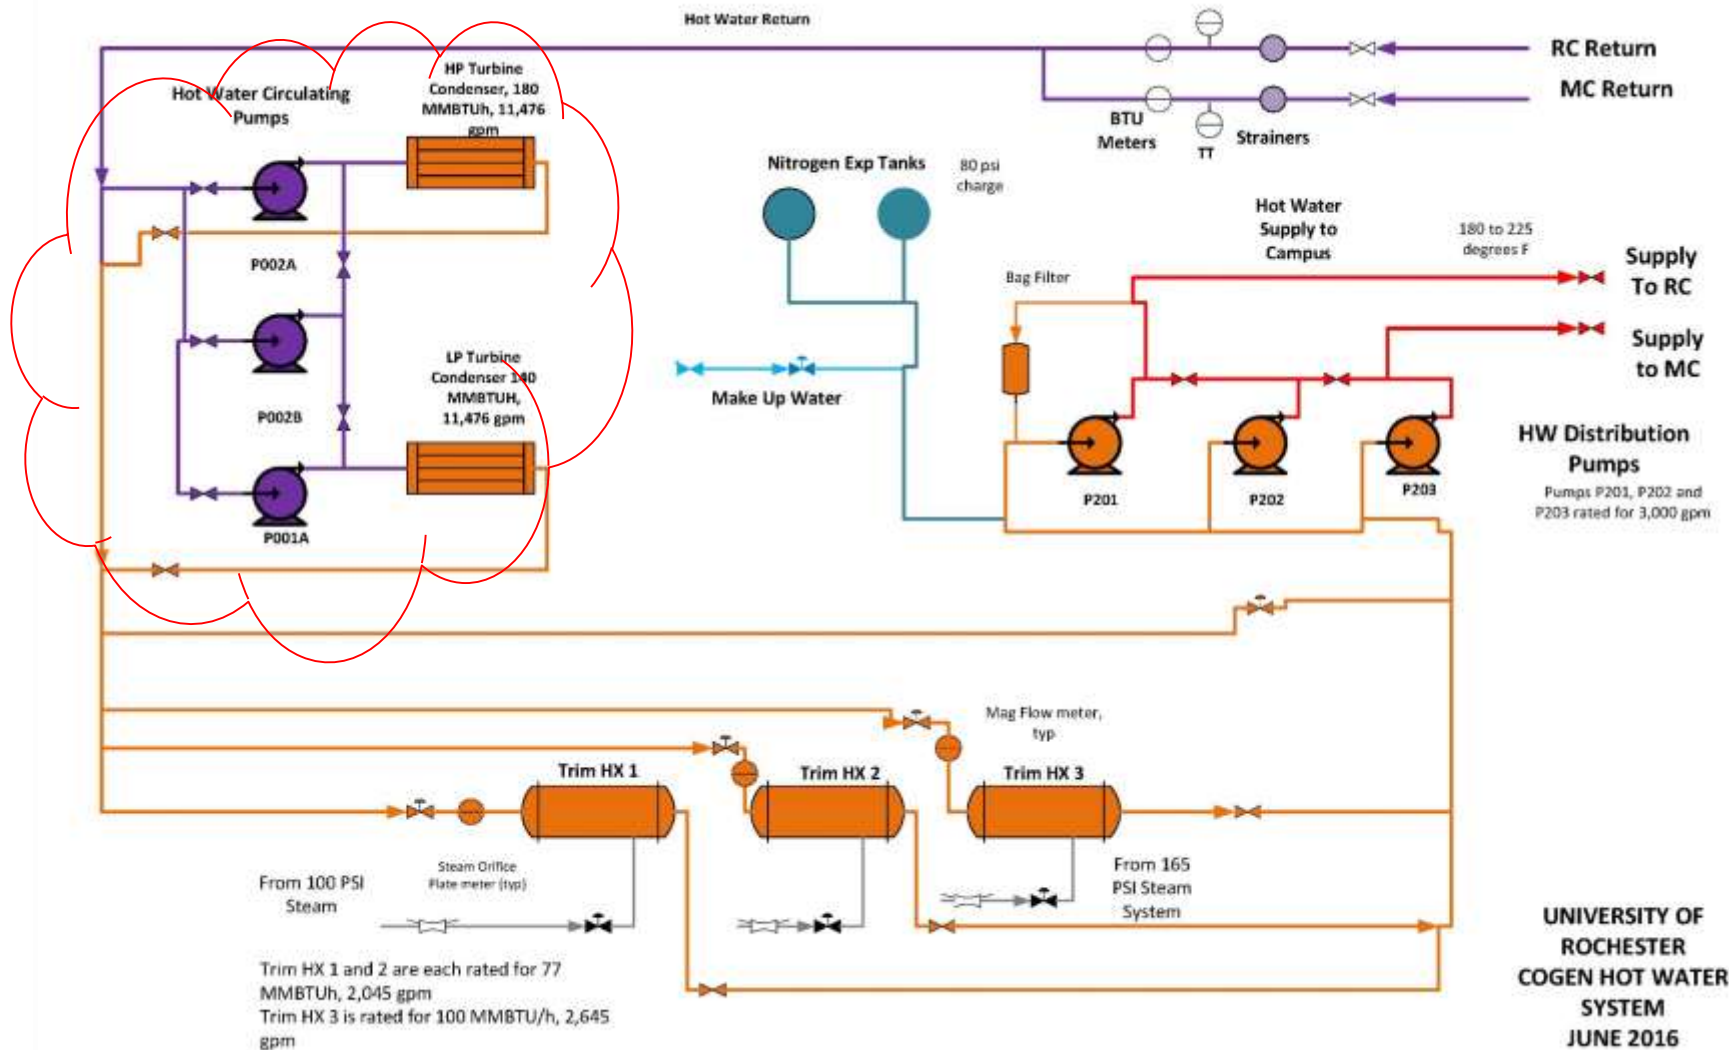 Hot Water Return
RC Return
MC Return
BTU
Meters
TT
Strainers
Hot Water Circulating
Pumps
HP Turbine
Condenser, 180
MMBTUh, 11,476
gpm
Nitrogen Exp Tanks
80 psi
charge
Hot Water
Supply to
Campus
180 to 225
degrees F
Supply
To RC
Supply
to MC
P002A
Bag Filter
LP Turbine
Condenser 140
MMBTUH,
11,476 gpm
Make Up Water
P002B
P001A
P201
P202
P203
HW Distribution
Pumps
Pumps P201, P202 and
P203 rated for 3,000 gpm
Mag Flow meter,
typ
Trim HX 1
Trim HX 2
Trim HX 3
From 100 PSI
Steam
Steam Orifice
Plate meter (typ)
From 165
PSI Steam
System
Trim HX 1 and 2 are each rated for 77
MMBTUh, 2,045 gpm
Trim HX 3 is rated for 100 MMBTU/h, 2,645
gpm
UNIVERSITY OF
ROCHESTER
COGEN HOT WATER
SYSTEM
JUNE 2016